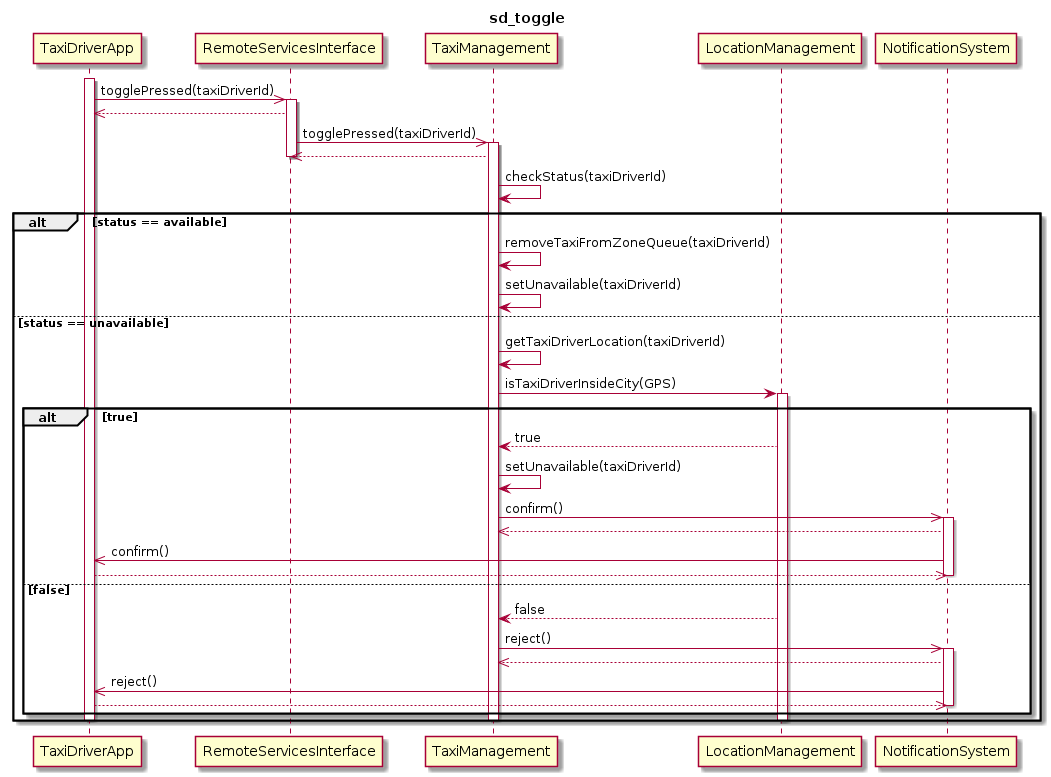 sd_toggle
TaxiDriverApp RemoteServicesInterface TaxiManagement LocationManagement NotificationSystem
togglePressed(taxiDriverId)
togglePressed(taxiDriverId)
checkStatus(taxiDriverId)
alt [status == available]
removeTaxiFromZoneQueue(taxiDriverId)
setUnavailable(taxiDriverId)
[status == unavailable]
getTaxiDriverLocation(taxiDriverId)
isTaxiDriverInsideCity(GPS)
alt [true]
true
setUnavailable(taxiDriverId)
confirm()
confirm()
[false]
false
reject()
reject()
TaxiDriverApp RemoteServicesInterface TaxiManagement LocationManagement NotificationSystem